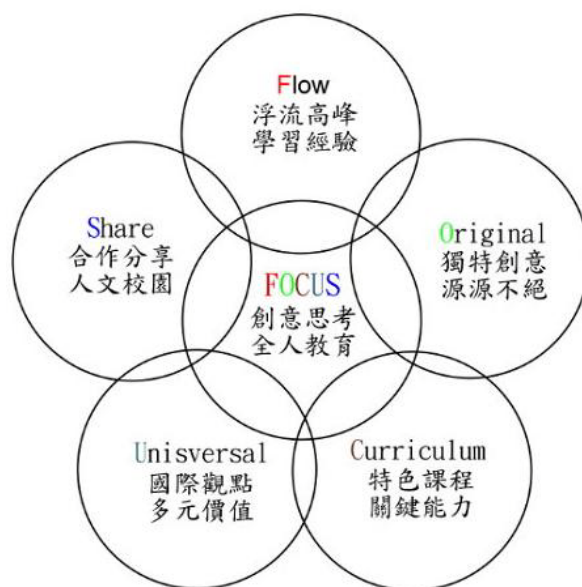 Flow
浮流高峰
學習經驗
Share
合作分享
人文校園
Original
獨特創意
源源不絕
FOCUS
創意思考
全人教育
Unisversal
國際觀點
多元價值
Curriculum
特色課程
關鍵能力